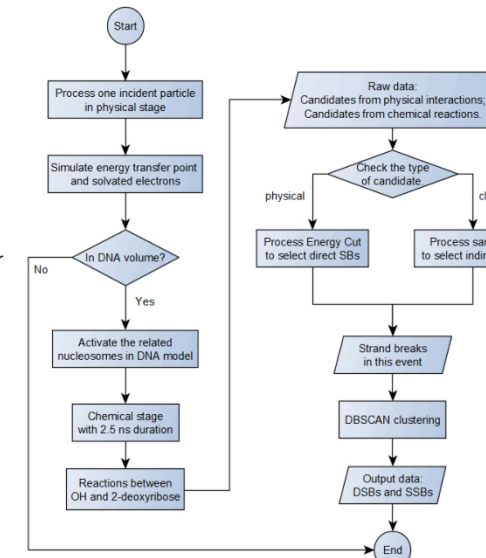 Start
Process one incident particle
in physical stage
Simulate energy transfer point
and solvated electrons
In DNA volume?
No
Yes
Activate the related
nucleosomes in DNA model
Chemical stage
with 2.5 ns duration
Reactions between
OH and 2-deoxyribose
Raw data:
Candidates from physical interactions;
Candidates from chemical reactions.
Check the type
of candidate.
physical
Process Energy Cut
to select direct SBs
Process
to select
Strand breaks
in this event
DBSCAN clustering
Output data:
DSBs and SSBs
End